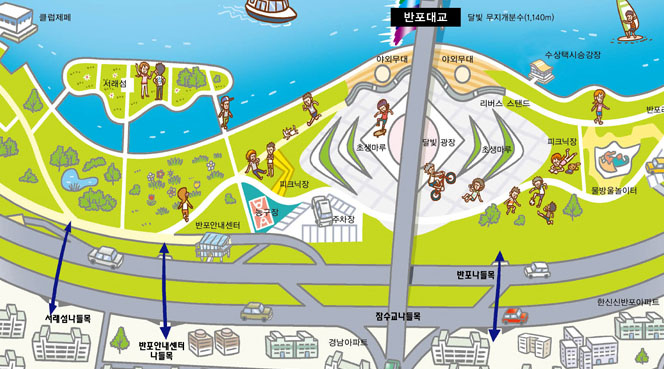 클럽제페
반포대교
달빛 무지개분수(1,140m)
야외무대
야외무대
수상택시승강장
서래섬
리버스 스탠드
반포라
초생마루
달빛 광장
초생마루
피크닉장
피크닉장
물방울놀이터
농구장
반포안내센터
주차장
반포나들목
서래섬나들목
잠수교나들목
한신신반포아파트
반포안내센터
나들목
경남아파트